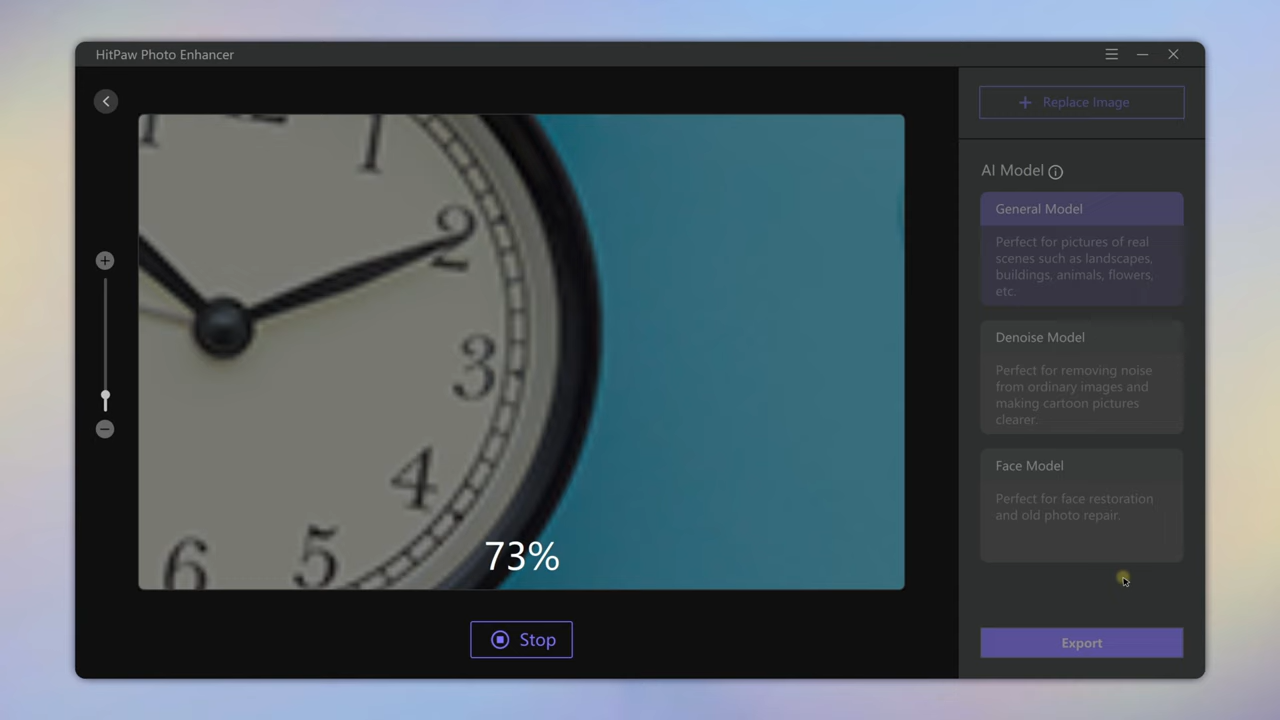 HitPaw Photo Enhancer
Replace Image
AI Model
General Model
Perfect for pictures of real
scenes such as landscapes,
buildings, animals, flowers,
etc.
Denoise Model
Perfect for removing noise
from ordinary images and
making cartoon pictures
clearer.
Face Model
Perfect for face restoration
and old photo repair.
Export
1
2
3
4
5
6
73%
Stop